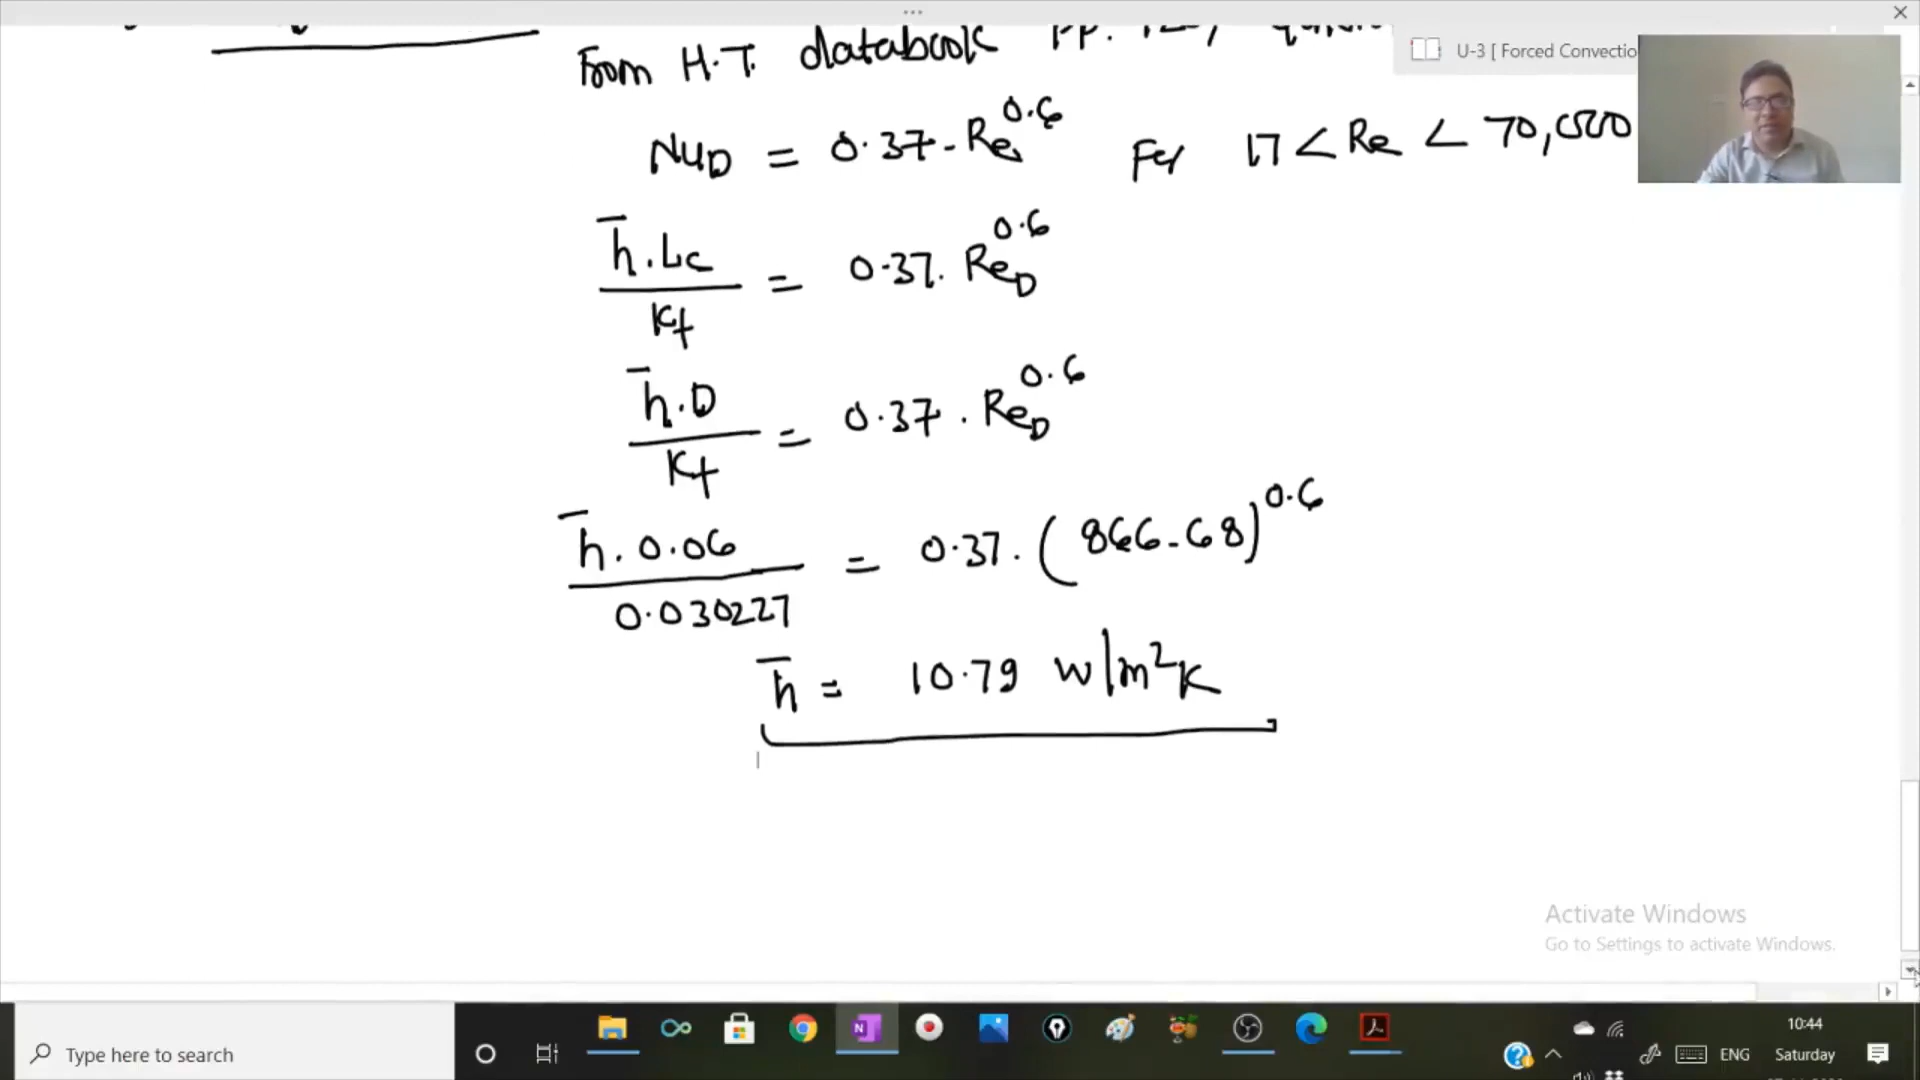 From H.T. databook pp.
U-3 [ Forced Convectio
Nu_D = 0.37 - Re^0.6 For 17 < Re < 70,000
h̄.Lc / Kf = 0.37. Re_D^0.6
h̄.D / Kf = 0.37 . Re_D^0.6
h̄. 0.06 / 0.030227 = 0.37. (866.68)^0.6
h̄ = 10.79 w/m²K
Activate Windows
Go to Settings to activate Windows.
Type here to search
10:44
ENG
Saturday